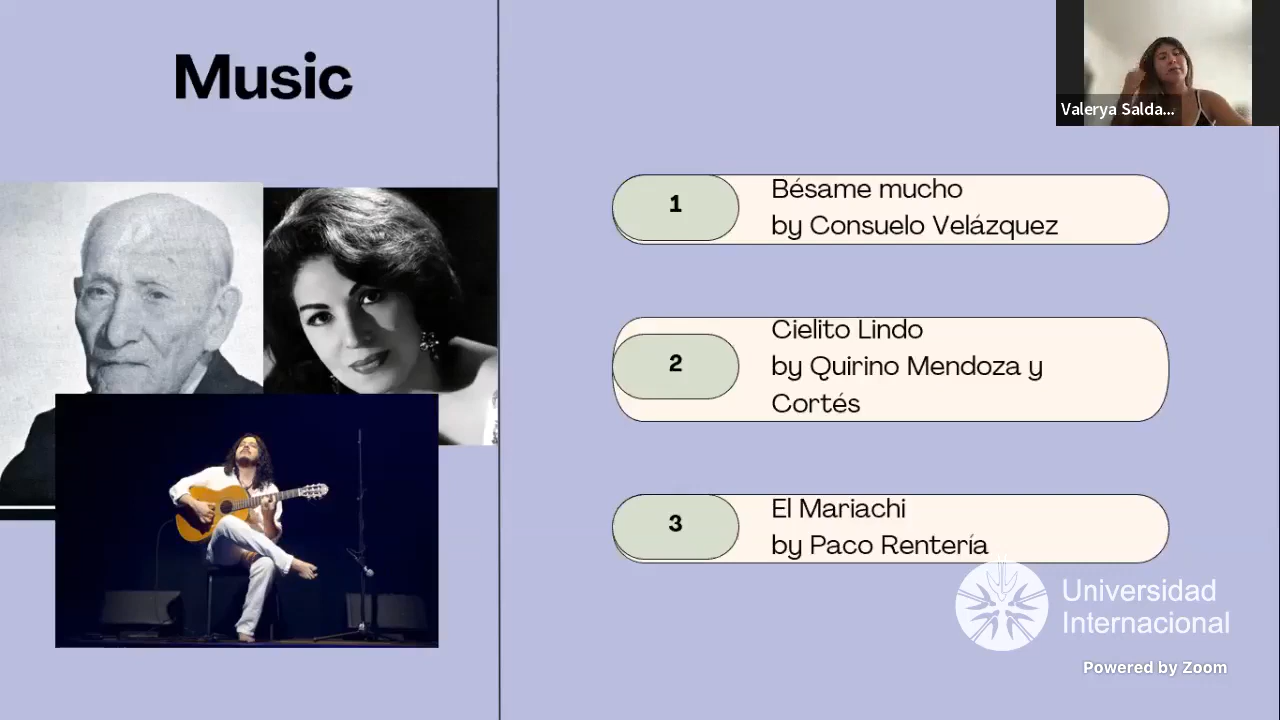 Music
Valerya Salda...
1
Bésame mucho
by Consuelo Velázquez
2
Cielito Lindo
by Quirino Mendoza y
Cortés
3
El Mariachi
by Paco Rentería
Universidad
Internacional
Powered by Zoom